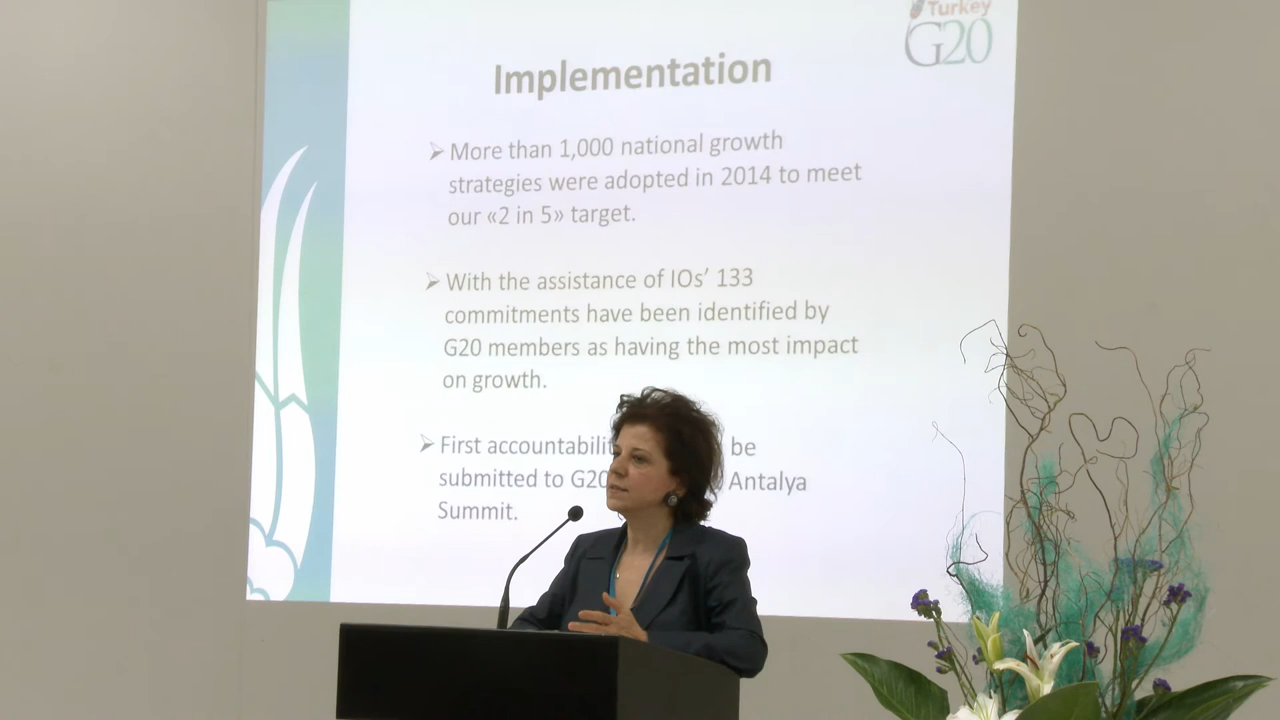 Turkey
G20
Implementation
More than 1,000 national growth
strategies were adopted in 2014 to meet
our «2 in 5» target.
With the assistance of IOs’ 133
commitments have been identified by
G20 members as having the most impact
on growth.
First accountabilit be
submitted to G20 Antalya
Summit.